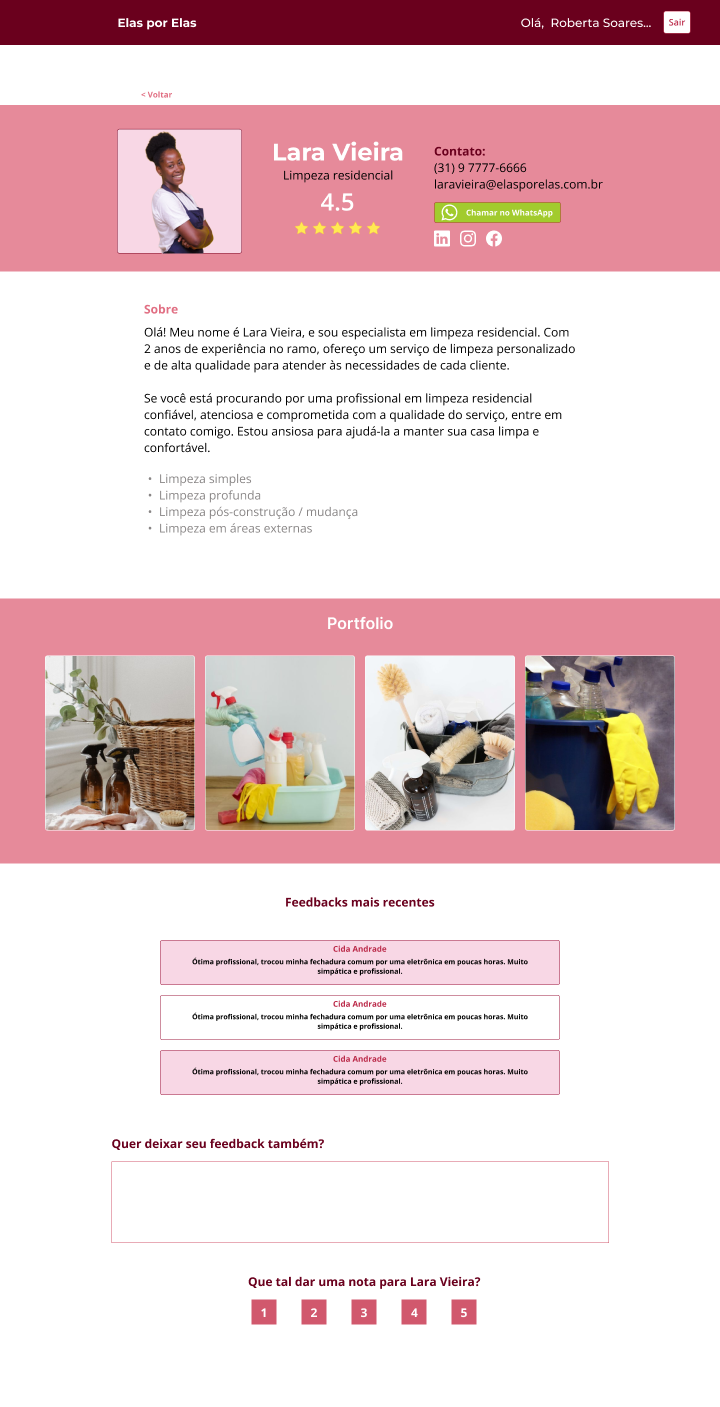 Elas por Elas
Olá, Roberta Soares...
Sair
< Voltar
Lara Vieira
Limpeza residencial
4.5
Contato:
(31) 9 7777-6666
laravieira@elasporelas.com.br
Chamar no WhatsApp
Sobre
Olá! Meu nome é Lara Vieira, e sou especialista em limpeza residencial. Com
2 anos de experiência no ramo, ofereço um serviço de limpeza personalizado
e de alta qualidade para atender às necessidades de cada cliente.
Se você está procurando por uma profissional em limpeza residencial
confiável, atenciosa e comprometida com a qualidade do serviço, entre em
contato comigo. Estou ansiosa para ajudá-la a manter sua casa limpa e
confortável.
• Limpeza simples
• Limpeza profunda
• Limpeza pós-construção / mudança
• Limpeza em áreas externas
Portfolio
Feedbacks mais recentes
Cida Andrade
Ótima profissional, trocou minha fechadura comum por uma eletrônica em poucas horas. Muito
simpática e profissional.
Cida Andrade
Ótima profissional, trocou minha fechadura comum por uma eletrônica em poucas horas. Muito
simpática e profissional.
Cida Andrade
Ótima profissional, trocou minha fechadura comum por uma eletrônica em poucas horas. Muito
simpática e profissional.
Quer deixar seu feedback também?
Que tal dar uma nota para Lara Vieira?
1 2 3 4 5